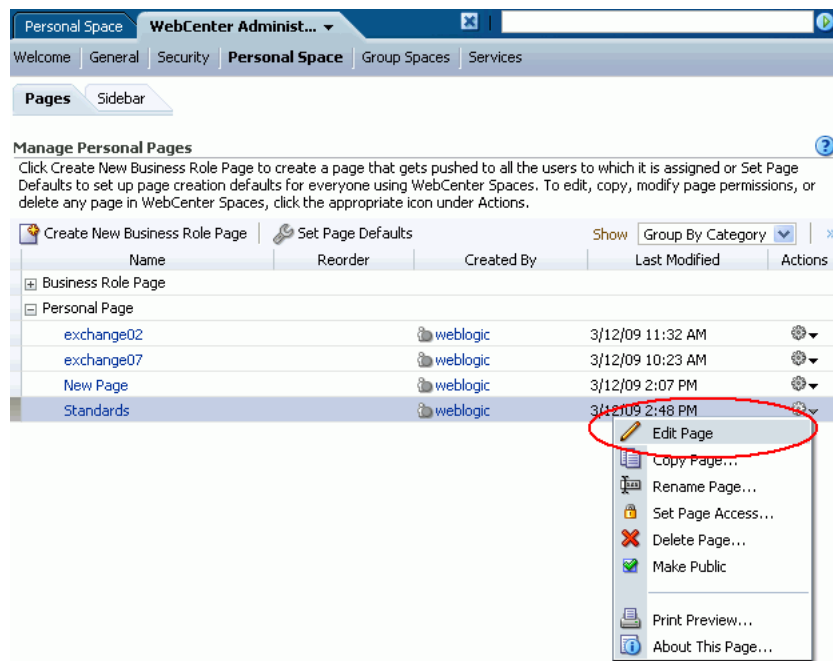 Personal Space WebCenter Administ...
Welcome General Security Personal Space Group Spaces Services
Pages Sidebar
Manage Personal Pages
Click Create New Business Role Page to create a page that gets pushed to all the users to which it is assigned or Set Page
Defaults to set up page creation defaults for everyone using WebCenter Spaces. To edit, copy, modify page permissions, or
delete any page in WebCenter Spaces, click the appropriate icon under Actions.
Create New Business Role Page Set Page Defaults Show Group By Category
Name Reorder Created By Last Modified Actions
Business Role Page
Personal Page
exchange02 weblogic 3/12/09 11:32 AM
exchange07 weblogic 3/12/09 10:23 AM
New Page weblogic 3/12/09 2:07 PM
Standards weblogic 3/12/09 2:48 PM
Edit Page
Copy Page...
Rename Page...
Set Page Access...
Delete Page...
Make Public
Print Preview...
About This Page...